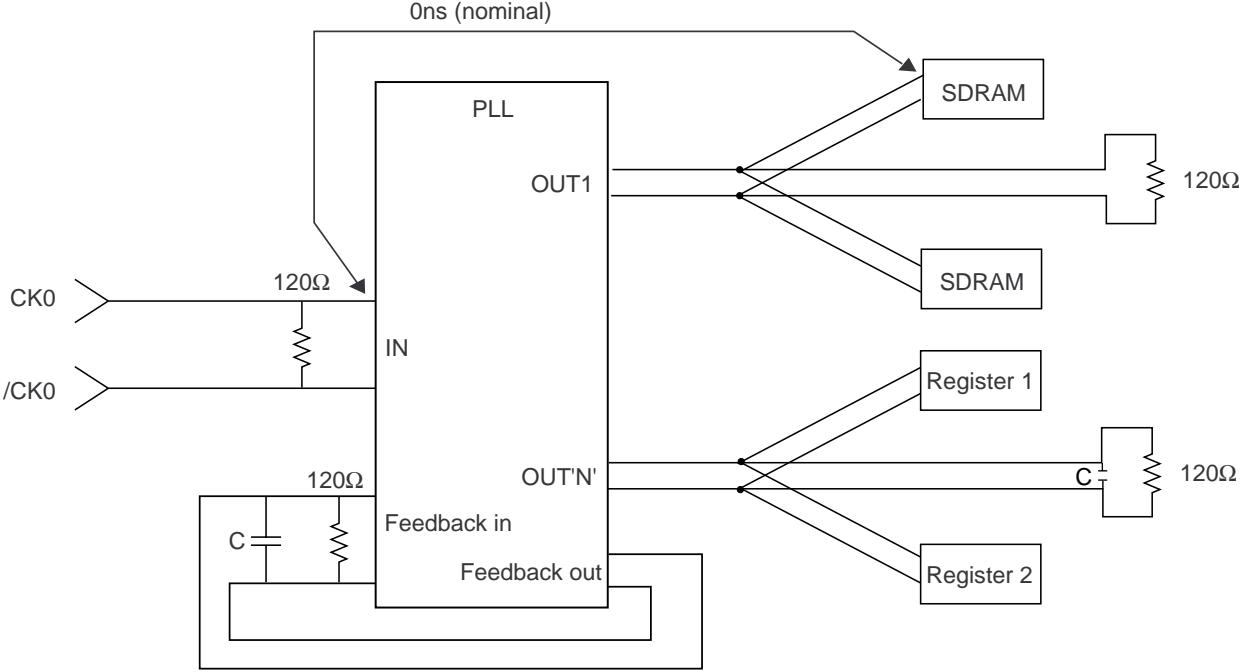 0ns (nominal)
PLL
SDRAM
OUT1
120Ω
SDRAM
120Ω
CK0
IN
/CK0
Register 1
OUT'N'
C
120Ω
120Ω
Feedback in
C
Feedback out
Register 2